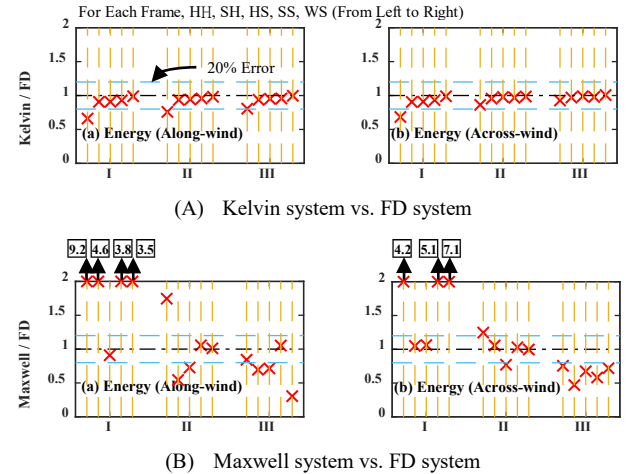 For Each Frame, HH, SH, HS, SS, WS (From Left to Right)
(A)
2
1.5
1
0.5
0
Kelvin / FD
20% Error
(a) Energy (Along-wind)
I
II
III
2
1.5
1
0.5
0
(b) Energy (Across-wind)
I
II
III
(A) Kelvin system vs. FD system
(B)
9.2
4.6
3.8
3.5
2
1.5
1
0.5
0
Maxwell / FD
(a) Energy (Along-wind)
I
II
III
4.2
5.1
7.1
2
1.5
1
0.5
0
(b) Energy (Across-wind)
I
II
III
(B) Maxwell system vs. FD system